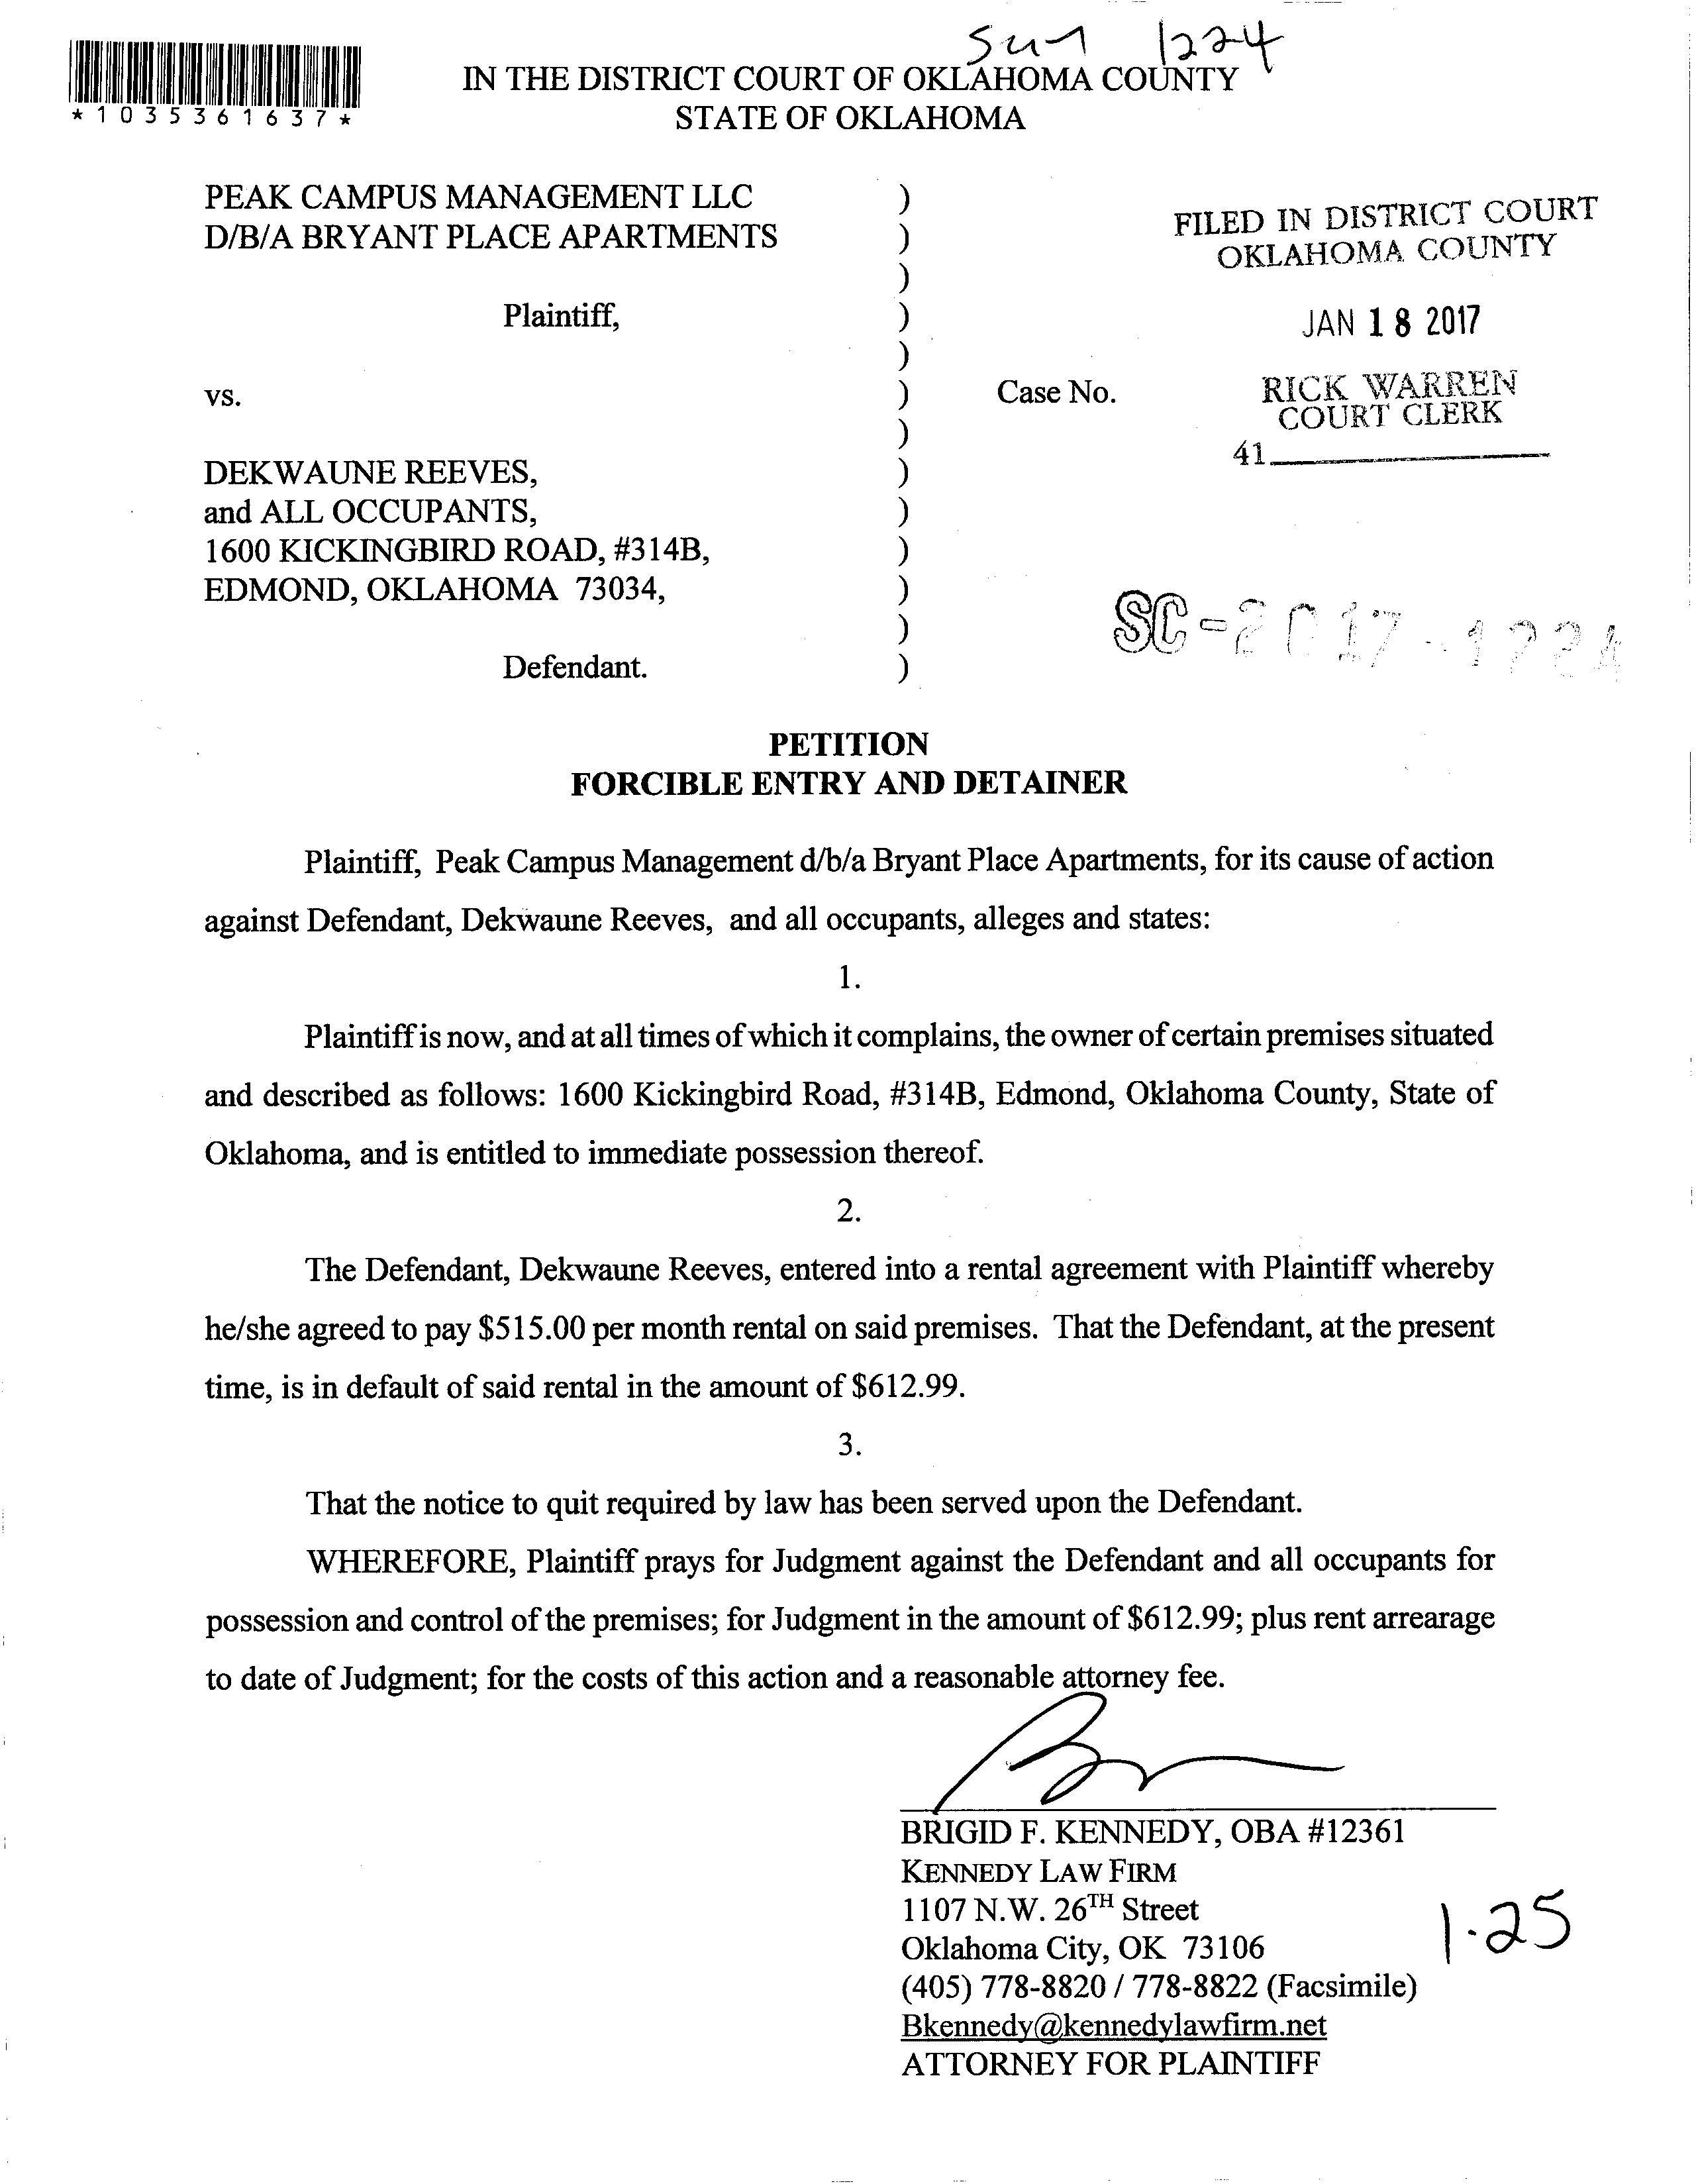 Sun 1224
*1035361637*
IN THE DISTRICT COURT OF OKLAHOMA COUNTY
STATE OF OKLAHOMA
PEAK CAMPUS MANAGEMENT LLC )
D/B/A BRYANT PLACE APARTMENTS )
)
Plaintiff, )
)
vs. )
)
DEKWAUNE REEVES, )
and ALL OCCUPANTS, )
1600 KICKINGBIRD ROAD, #314B, )
EDMOND, OKLAHOMA 73034, )
)
Defendant. )
FILED IN DISTRICT COURT
OKLAHOMA COUNTY
JAN 18 2017
Case No.
RICK WARREN
COURT CLERK
41
SC-2017-1224
PETITION
FORCIBLE ENTRY AND DETAINER
Plaintiff, Peak Campus Management d/b/a Bryant Place Apartments, for its cause of action
against Defendant, Dekwaune Reeves, and all occupants, alleges and states:
1.
Plaintiff is now, and at all times of which it complains, the owner of certain premises situated
and described as follows: 1600 Kickingbird Road, #314B, Edmond, Oklahoma County, State of
Oklahoma, and is entitled to immediate possession thereof.
2.
The Defendant, Dekwaune Reeves, entered into a rental agreement with Plaintiff whereby
he/she agreed to pay $515.00 per month rental on said premises. That the Defendant, at the present
time, is in default of said rental in the amount of $612.99.
3.
That the notice to quit required by law has been served upon the Defendant.
WHEREFORE, Plaintiff prays for Judgment against the Defendant and all occupants for
possession and control of the premises; for Judgment in the amount of $612.99; plus rent arrearage
to date of Judgment; for the costs of this action and a reasonable attorney fee.
BRIGID F. KENNEDY, OBA #12361
KENNEDY LAW FIRM
1107 N.W. 26TH Street
Oklahoma City, OK 73106
(405) 778-8820 / 778-8822 (Facsimile)
Bkennedy@kennedylawfirm.net
ATTORNEY FOR PLAINTIFF
1-25